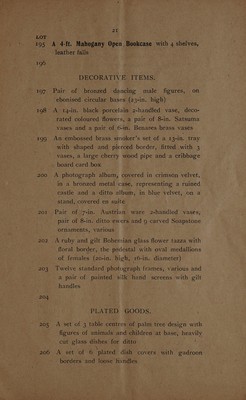 21
LOT
195 A 4-ft. Mahogany Open Bookcase with 4 shelves,
leather falls
196
DECORATIVE ITEMS.
197 Pair of bronzed dancing male figures, on
ebonised circular bases (23-in. high)
198 A 14-in. black porcelain 2-handled vase, deco-
rated coloured flowers, a pair of 8-in. Satsuma
vases and a pair of 6-in. Benares brass vases
199 An embossed brass smoker's set of a 13-in. tray
with shaped and pierced border, fitted with 3
vases, a large cherry wood pipe and a cribbage
board card box
200 A photograph album, covered in crimson velvet,
in a bronzed metal case, representing a ruined
castle and a ditto album, in blue velvet, on a
stand, covered en suite
201 Pair of 7-in. Austrian ware 2-handled vases,
pair of 8-in. ditto ewers and 9 carved Soapstone
ornaments, various
202 A ruby and gilt Bohemian glass flower tazza with
floral border, the pedestal with oval medallions
of females (20-in. high, 16-in. diameter)
203 Twelve standard photograph frames, various and
a pair of painted silk hand screens with gilt
handles
204
PLATED GOODS.
205 A set of 3 table centres of palm tree design with
figures of animals and children at base, heavily
cut glass dishes for ditto
206 A set of 6 plated dish covers with gadroon
borders and loose handles